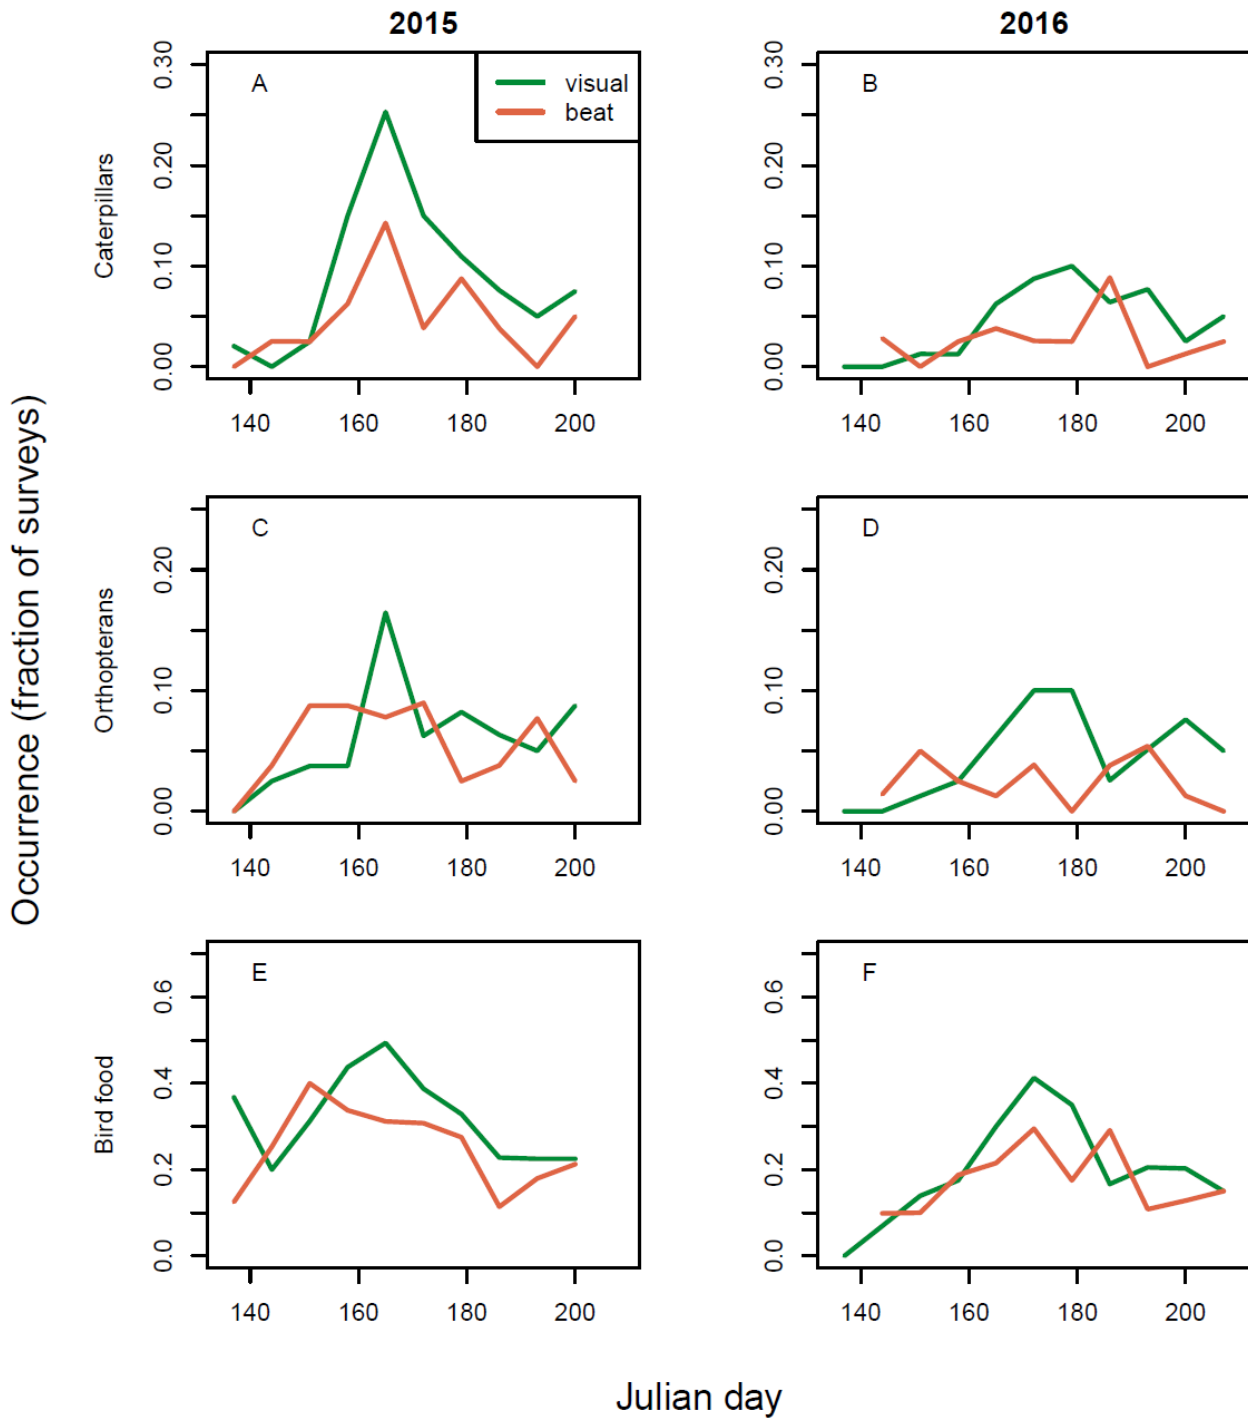 2015
2016
Occurrence (fraction of surveys)
Caterpillars
0.00 0.10 0.20 0.30
A
visual
beat
140 160 180 200
0.00 0.10 0.20 0.30
B
140 160 180 200
Orthopterans
0.00 0.10 0.20
C
140 160 180 200
0.00 0.10 0.20
D
140 160 180 200
Bird food
0.0 0.2 0.4 0.6
E
140 160 180 200
0.0 0.2 0.4 0.6
F
140 160 180 200
Julian day